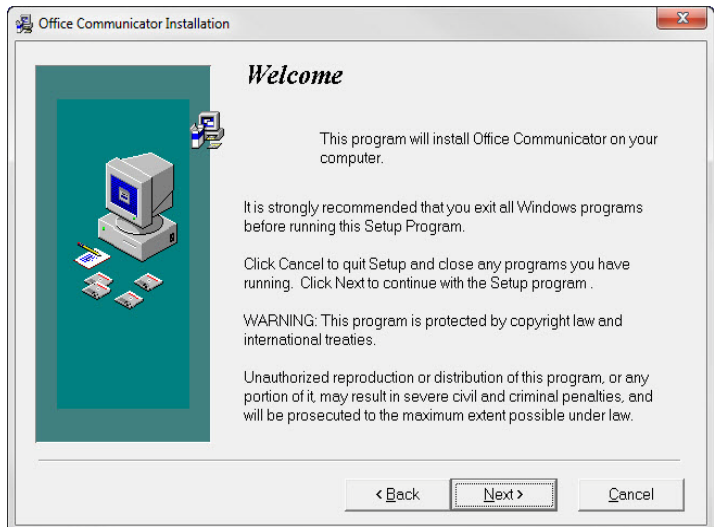 Office Communicator Installation
Welcome
This program will install Office Communicator on your
computer.
It is strongly recommended that you exit all Windows programs
before running this Setup Program.
Click Cancel to quit Setup and close any programs you have
running.  Click Next to continue with the Setup program .
WARNING: This program is protected by copyright law and
international treaties.
Unauthorized reproduction or distribution of this program, or any
portion of it, may result in severe civil and criminal penalties, and
will be prosecuted to the maximum extent possible under law.
< Back Next > Cancel